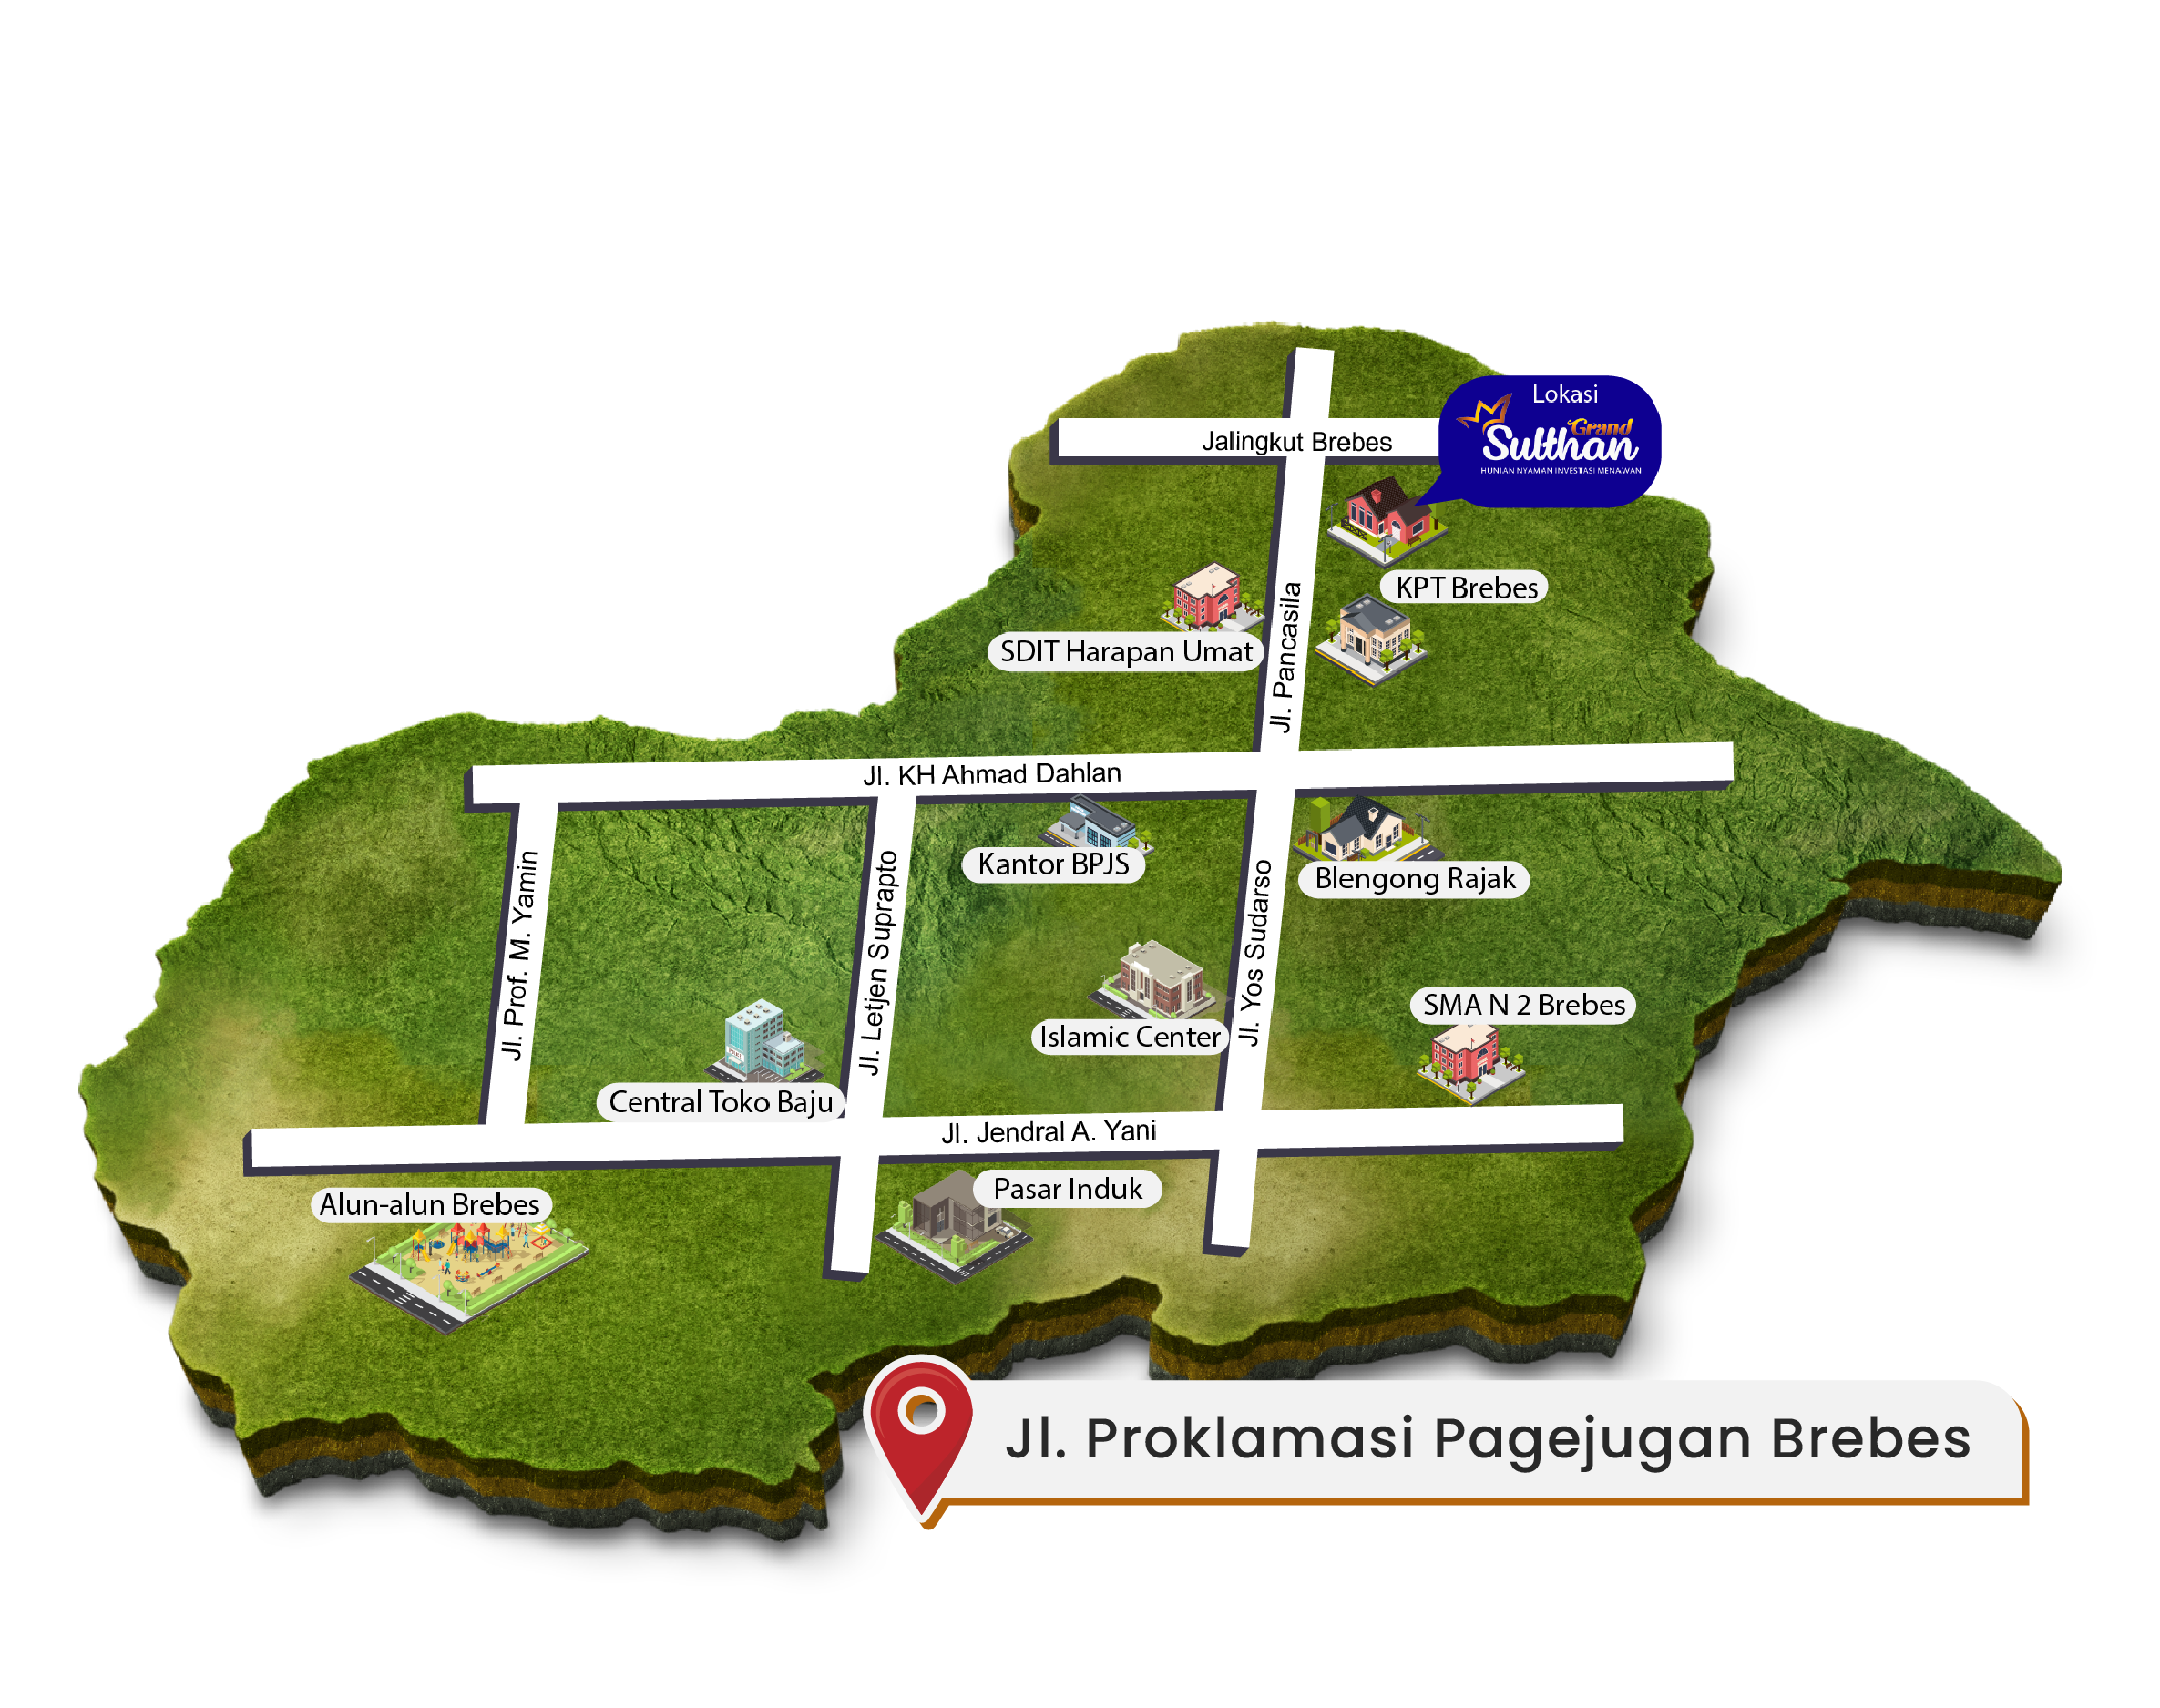 Lokasi
Grand
Sulthan
HUNIAN NYAMAN INVESTASI MENAWAN
Jalingkut Brebes
KPT Brebes
SDIT Harapan Umat
Jl. Pancasila
Jl. KH Ahmad Dahlan
Kantor BPJS
Blengong Rajak
Jl. Prof. M. Yamin
Jl. Letjen Suprapto
Jl. Yos Sudarso
SMA N 2 Brebes
Islamic Center
Central Toko Baju
Jl. Jendral A. Yani
Pasar Induk
Alun-alun Brebes
Jl. Proklamasi Pagejugan Brebes